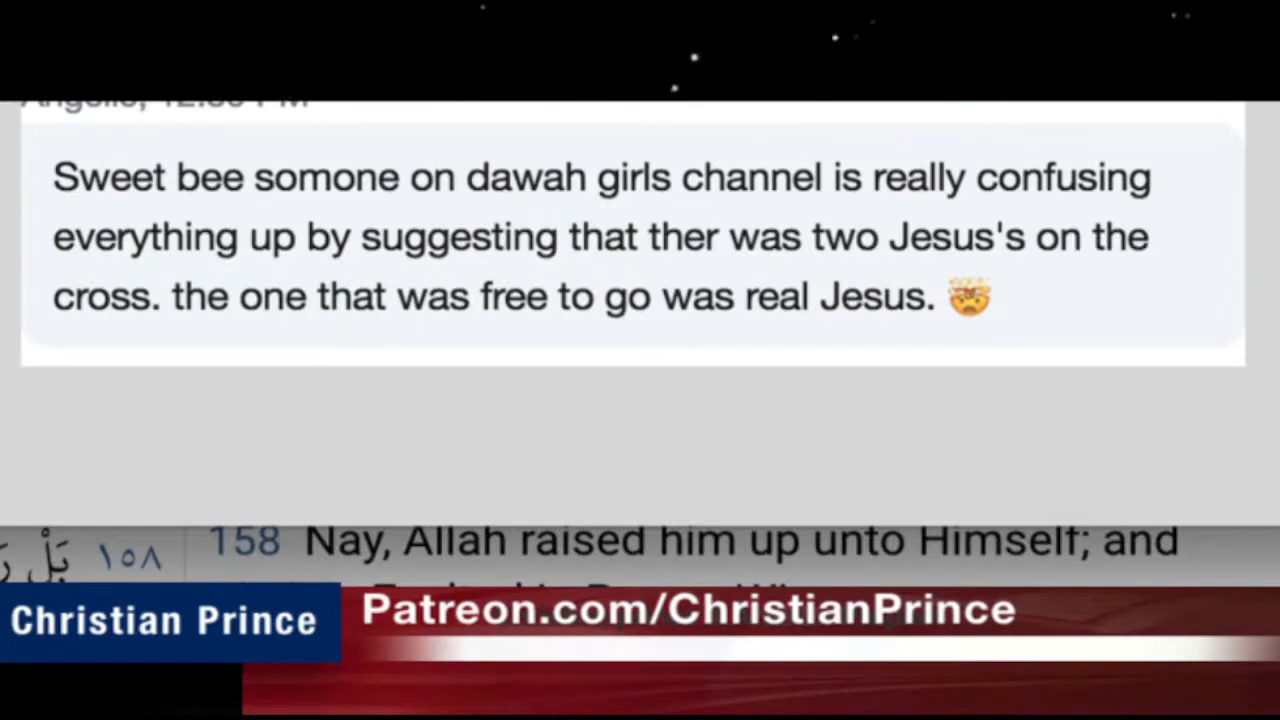 Sweet bee somone on dawah girls channel is really confusing
everything up by suggesting that ther was two Jesus's on the
cross. the one that was free to go was real Jesus. 🤯
158 Nay, Allah raised him up unto Himself; and
١٥٨ بَلْ
Christian Prince
Patreon.com/ChristianPrince